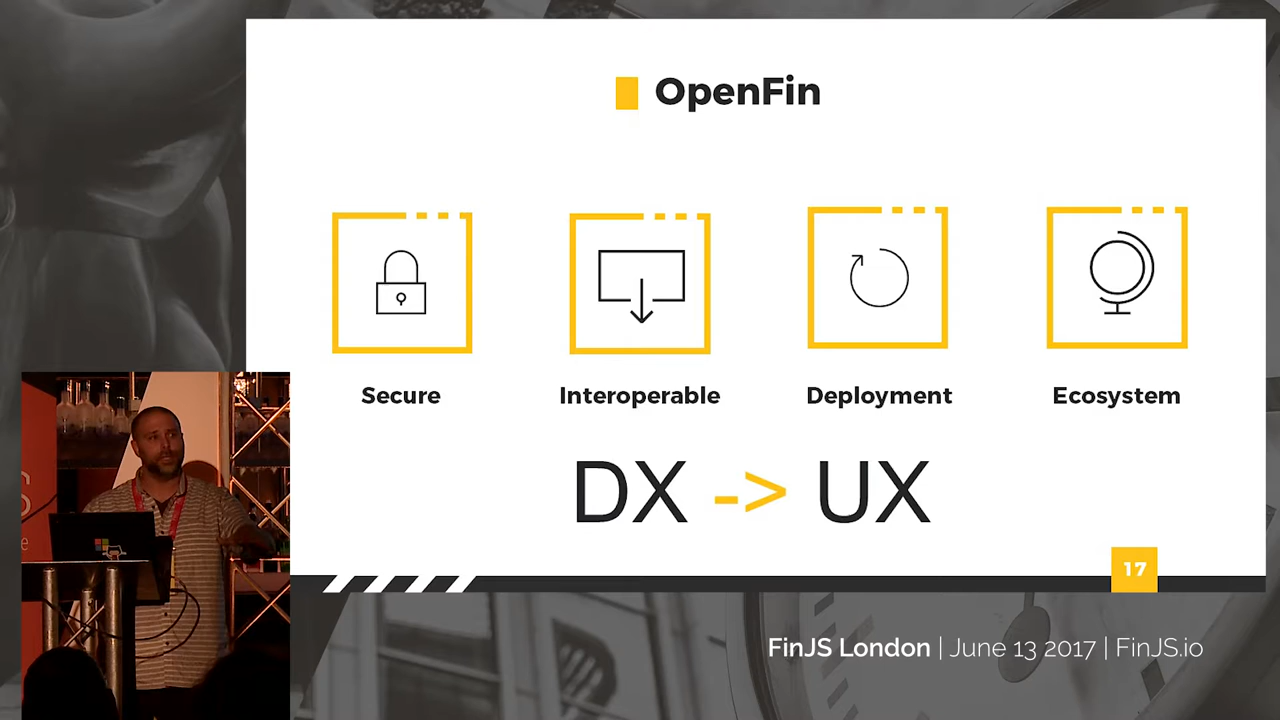 OpenFin
Secure
Interoperable
Deployment
Ecosystem
DX -> UX
17
FinJS London | June 13 2017 | FinJS.io